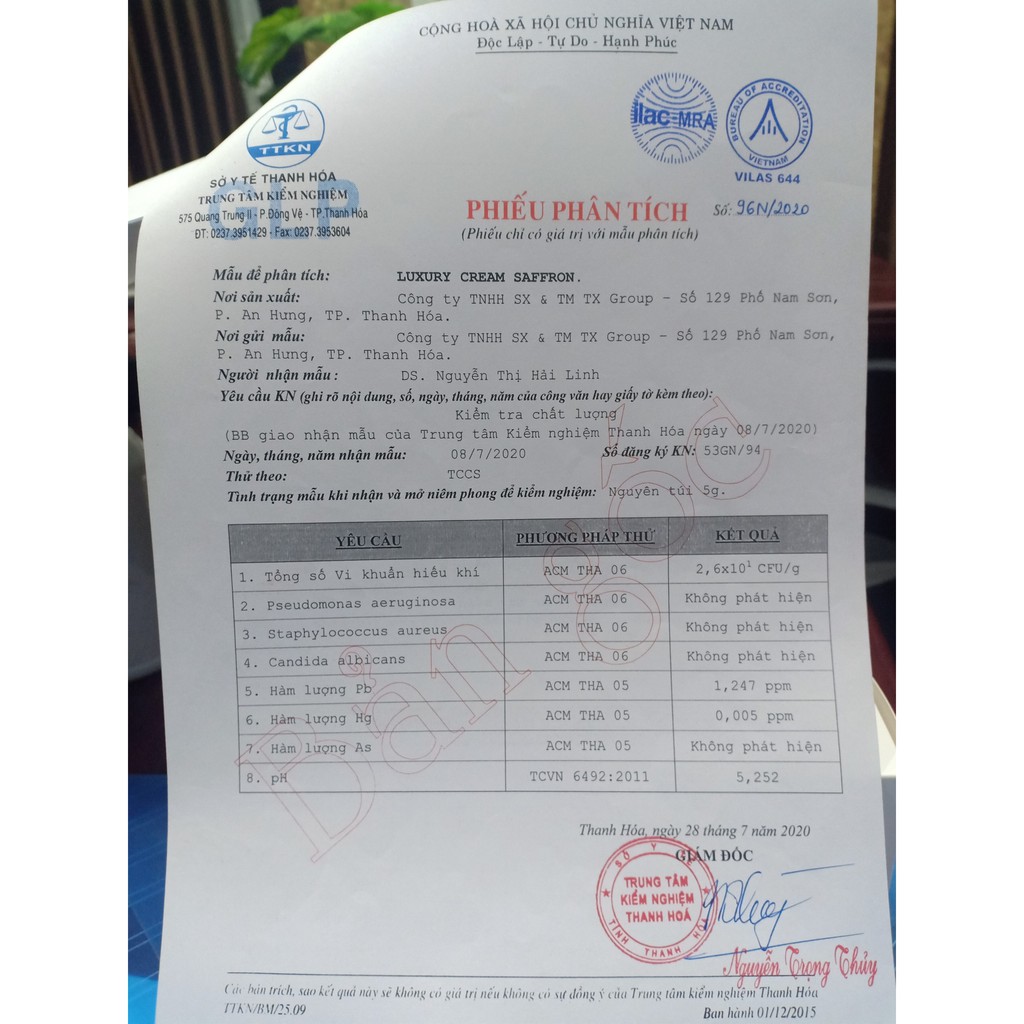 CỘNG HOÀ XÃ HỘI CHỦ NGHĨA VIỆT NAM
Độc Lập - Tự Do - Hạnh Phúc
TTKN
ilac-MRA
BUREAU OF ACCREDITATION
VIETNAM
VILAS 644
GLP
SỞ Y TẾ THANH HÓA
TRUNG TÂM KIỂM NGHIỆM
575 Quang Trung II - P.Đông Vệ - TP.Thanh Hóa
ĐT: 0237.3951429 - Fax: 0237.3953604
PHIẾU PHÂN TÍCH Số: 96N/2020
(Phiếu chỉ có giá trị với mẫu phân tích)
Mẫu để phân tích: LUXURY CREAM SAFFRON.
Nơi sản xuất: Công ty TNHH SX & TM TX Group - Số 129 Phố Nam Sơn,
P. An Hưng, TP. Thanh Hóa.
Nơi gửi mẫu: Công ty TNHH SX & TM TX Group - Số 129 Phố Nam Sơn,
P. An Hưng, TP. Thanh Hóa.
Người nhận mẫu : DS. Nguyễn Thị Hải Linh
Yêu cầu KN (ghi rõ nội dung, số, ngày, tháng, năm của công văn hay giấy tờ kèm theo):
Kiểm tra chất lượng
(BB giao nhận mẫu của Trung tâm Kiểm nghiệm Thanh Hóa ngày 08/7/2020)
Ngày, tháng, năm nhận mẫu: 08/7/2020 Số đăng ký KN: 53GN/94
Thử theo: TCCS
Tình trạng mẫu khi nhận và mở niêm phong để kiểm nghiệm: Nguyên túi 5g.
YÊU CẦU PHƯƠNG PHÁP THỬ KẾT QUẢ
1. Tổng số Vi khuẩn hiếu khí ACM THA 06 2,6x10¹ CFU/g
2. Pseudomonas aeruginosa ACM THA 06 Không phát hiện
3. Staphylococcus aureus ACM THA 06 Không phát hiện
4. Candida albicans ACM THA 06 Không phát hiện
5. Hàm lượng Pb ACM THA 05 1,247 ppm
6. Hàm lượng Hg ACM THA 05 0,005 ppm
7. Hàm lượng As ACM THA 05 Không phát hiện
8. pH TCVN 6492:2011 5,252
Bản gốc
Thanh Hóa, ngày 28 tháng 7 năm 2020
GIÁM ĐỐC
SỞ Y TẾ
TRUNG TÂM
KIỂM NGHIỆM
THANH HOÁ
TỈNH THANH HÓA
Nguyễn Trọng Thủy
Các bản trích, sao kết quả này sẽ không có giá trị nếu không có sự đồng ý của Trung tâm kiểm nghiệm Thanh Hóa
TTKN/BM/25.09 Ban hành 01/12/2015